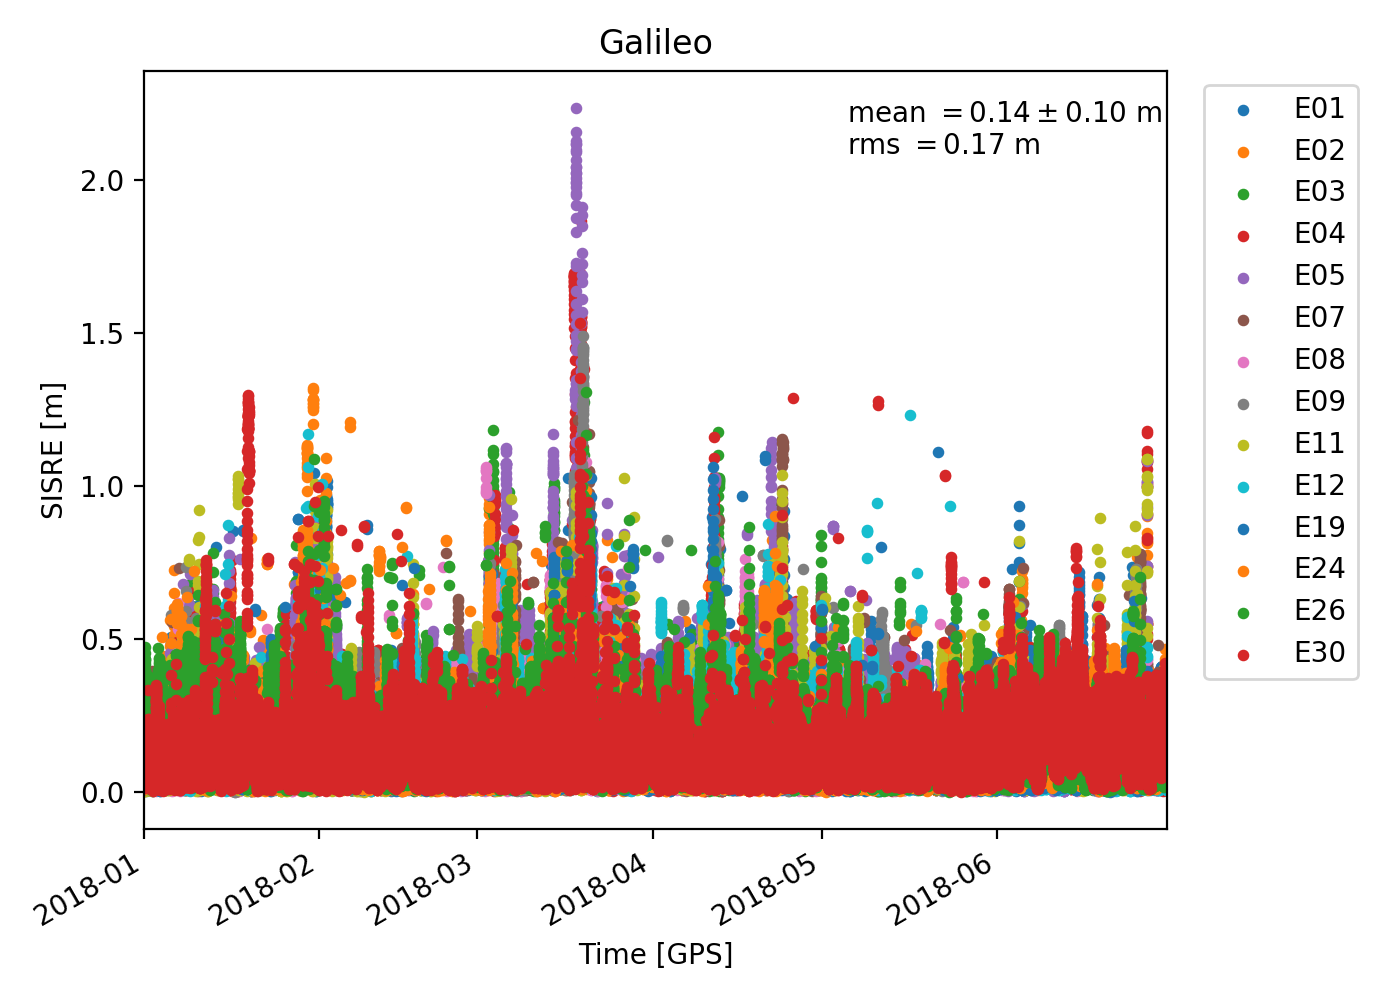 Galileo
mean = 0.14 ± 0.10 m
rms = 0.17 m
SISRE [m]
2.0
1.5
1.0
0.5
0.0
2018-01
2018-02
2018-03
2018-04
2018-05
2018-06
Time [GPS]
E01
E02
E03
E04
E05
E07
E08
E09
E11
E12
E19
E24
E26
E30